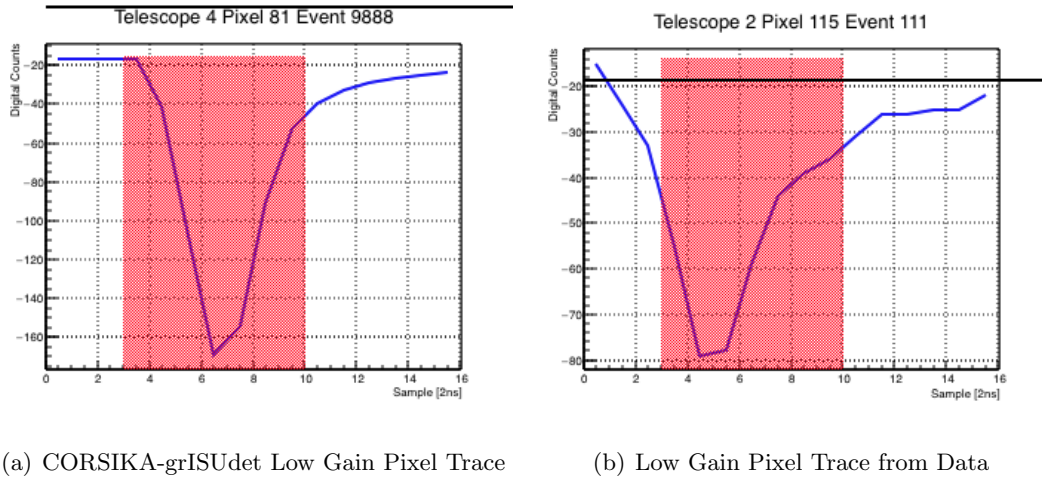 Telescope 4 Pixel 81 Event 9888
Digital Counts
−20
−40
−60
−80
−100
−120
−140
−160
0 2 4 6 8 10 12 14 16
Sample [2ns]
(a) CORSIKA-grISUdet Low Gain Pixel Trace
Telescope 2 Pixel 115 Event 111
Digital Counts
−20
−30
−40
−50
−60
−70
−80
0 2 4 6 8 10 12 14 16
Sample [2ns]
(b) Low Gain Pixel Trace from Data